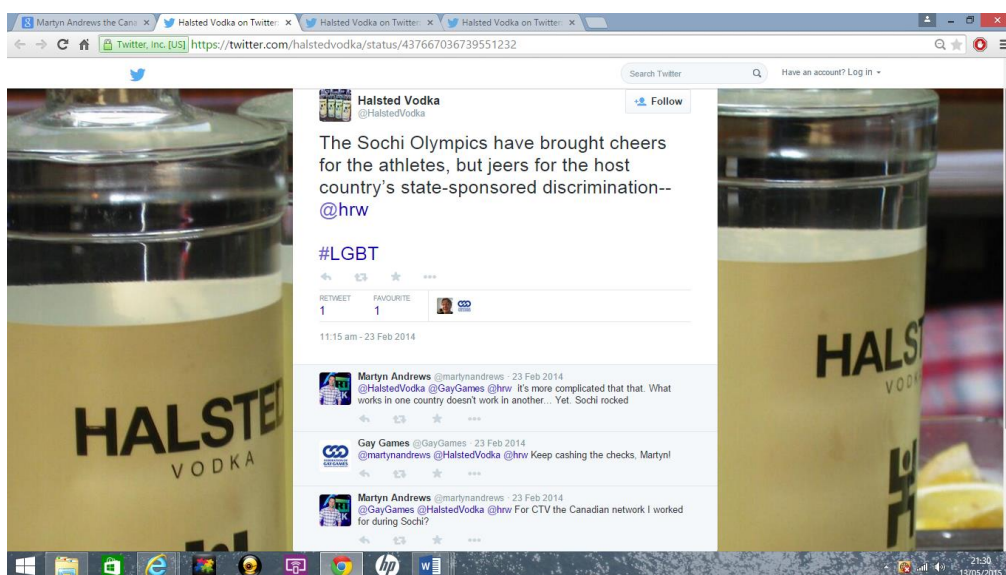 Martyn Andrews the Cana
Halsted Vodka on Twitter:
Halsted Vodka on Twitter:
Halsted Vodka on Twitter:
Twitter, Inc. [US] https://twitter.com/halstedvodka/status/437667036739551232
Search Twitter
Have an account? Log in
Halsted Vodka
@HalstedVodka
Follow
The Sochi Olympics have brought cheers
for the athletes, but jeers for the host
country's state-sponsored discrimination--
@hrw
#LGBT
RETWEET FAVOURITE
1 1
11:15 am - 23 Feb 2014
Martyn Andrews @martynandrews · 23 Feb 2014
@HalstedVodka @GayGames @hrw It's more complicated that that. What
works in one country doesn't work in another... Yet. Sochi rocked
Gay Games @GayGames · 23 Feb 2014
@martynandrews @HalstedVodka @hrw Keep cashing the checks, Martyn!
Martyn Andrews @martynandrews · 23 Feb 2014
@GayGames @HalstedVodka @hrw For CTV the Canadian network I worked
for during Sochi?
HALSTED
VODKA
HALST
VODK
21:30
13/05/2015